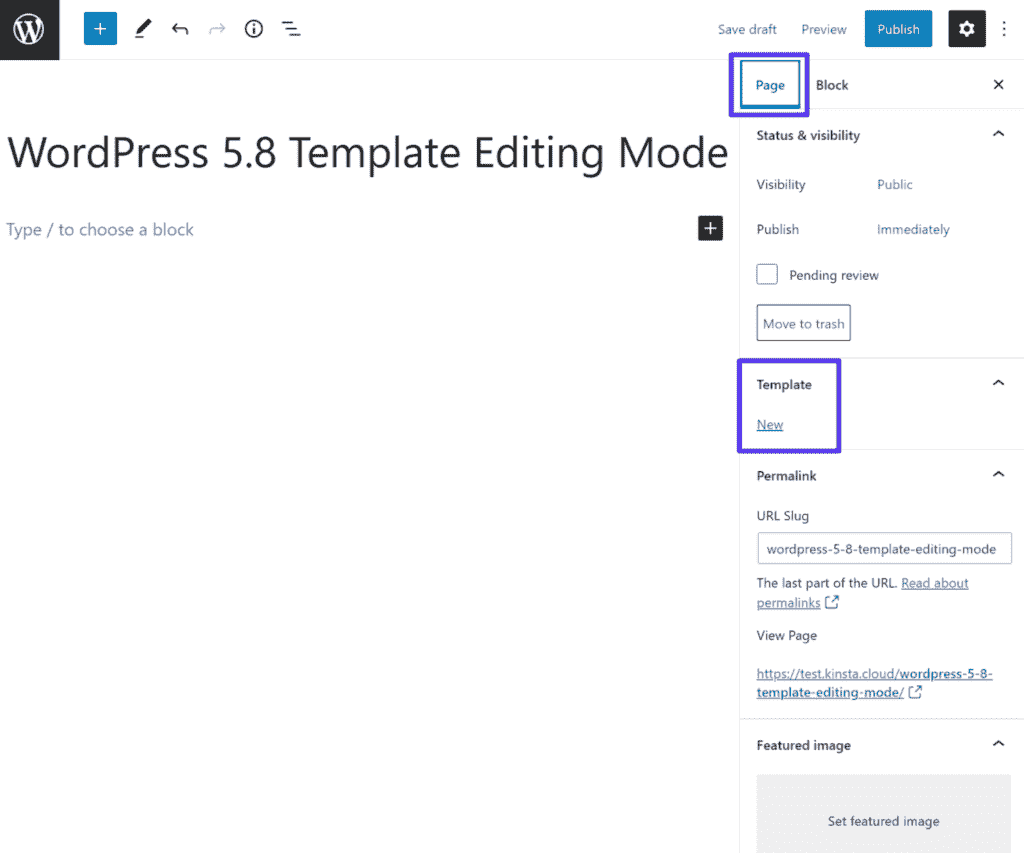 Save draft
Preview
Publish
Page
Block
WordPress 5.8 Template Editing Mode
Type / to choose a block
Status & visibility
Visibility
Public
Publish
Immediately
Pending review
Move to trash
Template
New
Permalink
URL Slug
wordpress-5-8-template-editing-mode
The last part of the URL. Read about
permalinks
View Page
https://test.kinsta.cloud/wordpress-5-8-
template-editing-mode/
Featured image
Set featured image